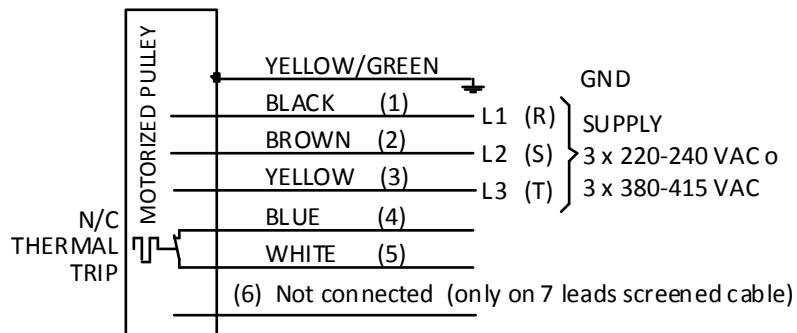 MOTORIZED PULLEY
YELLOW/GREEN
GND
BLACK (1)
L1 (R)
BROWN (2)
L2 (S)
YELLOW (3)
L3 (T)
SUPPLY
3 x 220-240 VAC o
3 x 380-415 VAC
BLUE (4)
WHITE (5)
N/C
THERMAL
TRIP
(6) Not connected (only on 7 leads screened cable)